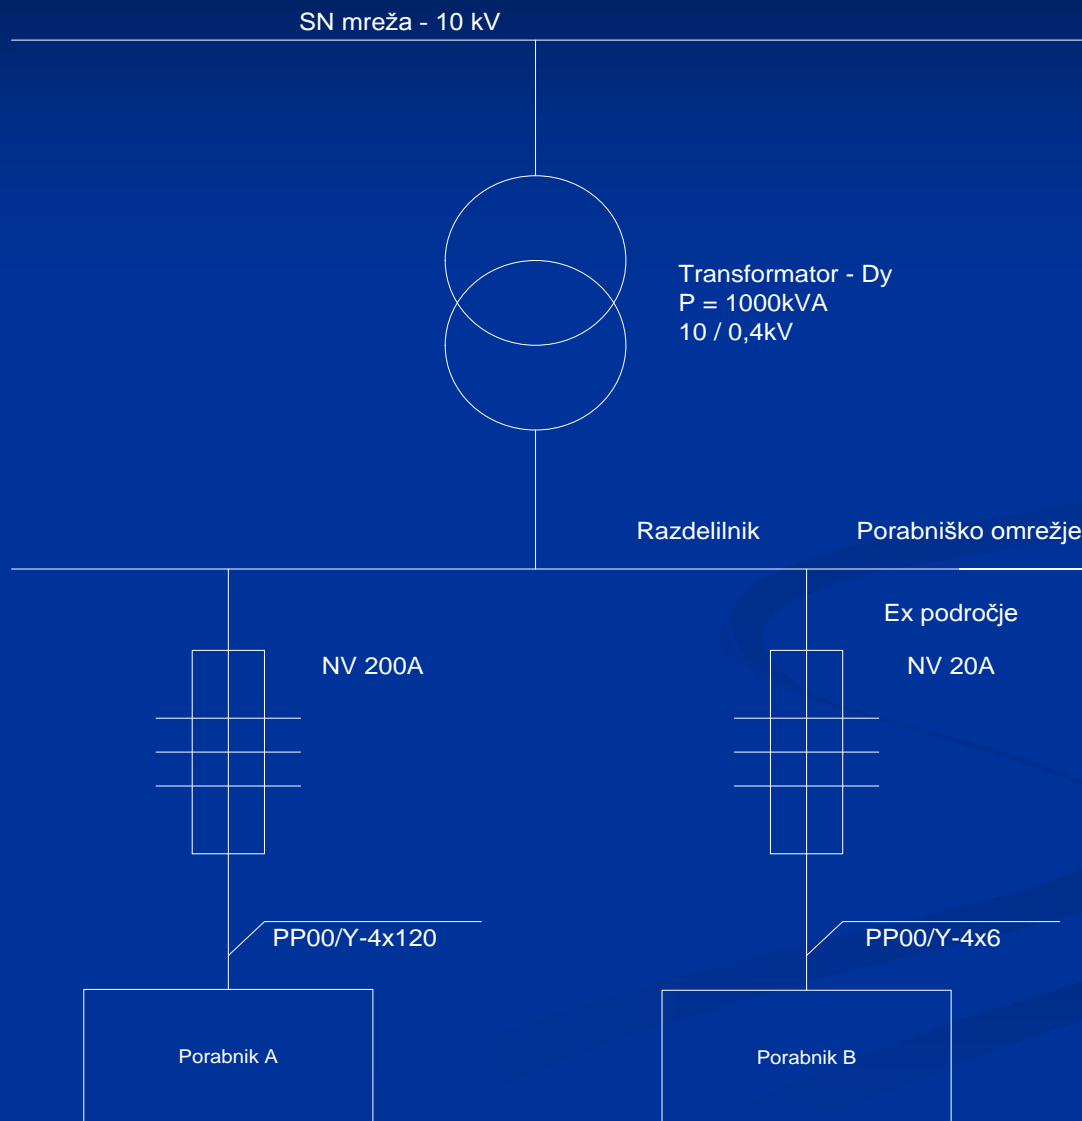 SN mreža - 10 kV
Transformator - Dy
P = 1000kVA
10 / 0,4kV
Razdelilnik
Porabniško omrežje
Ex področje
NV 200A
NV 20A
PP00/Y-4x120
PP00/Y-4x6
Porabnik A
Porabnik B